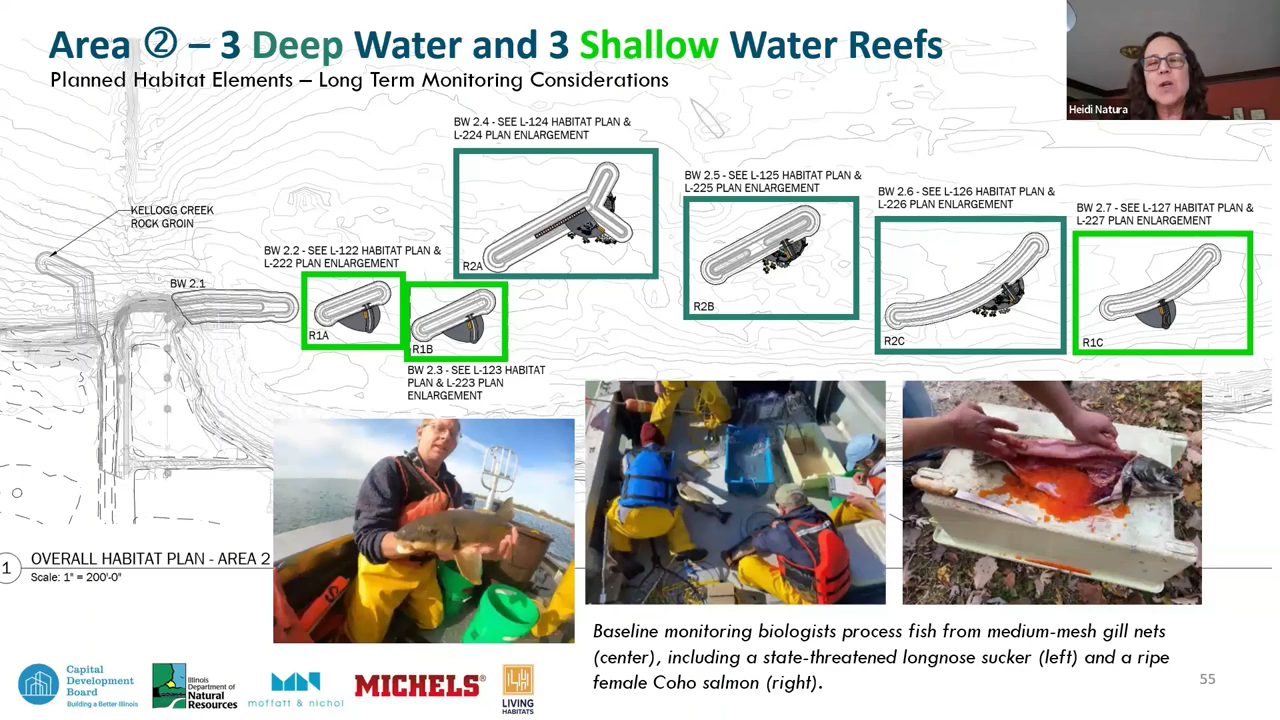 Area ② – 3 Deep Water and 3 Shallow Water Reefs
Planned Habitat Elements – Long Term Monitoring Considerations
Heidi Natura
BW 2.4 - SEE L-124 HABITAT PLAN &
L-224 PLAN ENLARGEMENT
BW 2.5 - SEE L-125 HABITAT PLAN &
L-225 PLAN ENLARGEMENT
BW 2.6 - SEE L-126 HABITAT PLAN &
L-226 PLAN ENLARGEMENT
BW 2.7 - SEE L-127 HABITAT PLAN &
L-227 PLAN ENLARGEMENT
KELLOGG CREEK
ROCK GROIN
BW 2.2 - SEE L-122 HABITAT PLAN &
L-222 PLAN ENLARGEMENT
BW 2.1
R2A
R2B
R2C
R1A
R1B
R1C
BW 2.3 - SEE L-123 HABITAT
PLAN & L-223 PLAN
ENLARGEMENT
1
OVERALL HABITAT PLAN - AREA 2
Scale: 1" = 200'-0"
Baseline monitoring biologists process fish from medium-mesh gill nets
(center), including a state-threatened longnose sucker (left) and a ripe
female Coho salmon (right).
55
Capital
Development
Board
Building a Better Illinois
Illinois
Department of
Natural
Resources
moffatt & nichol
MICHELS®
LIVING
HABITATS